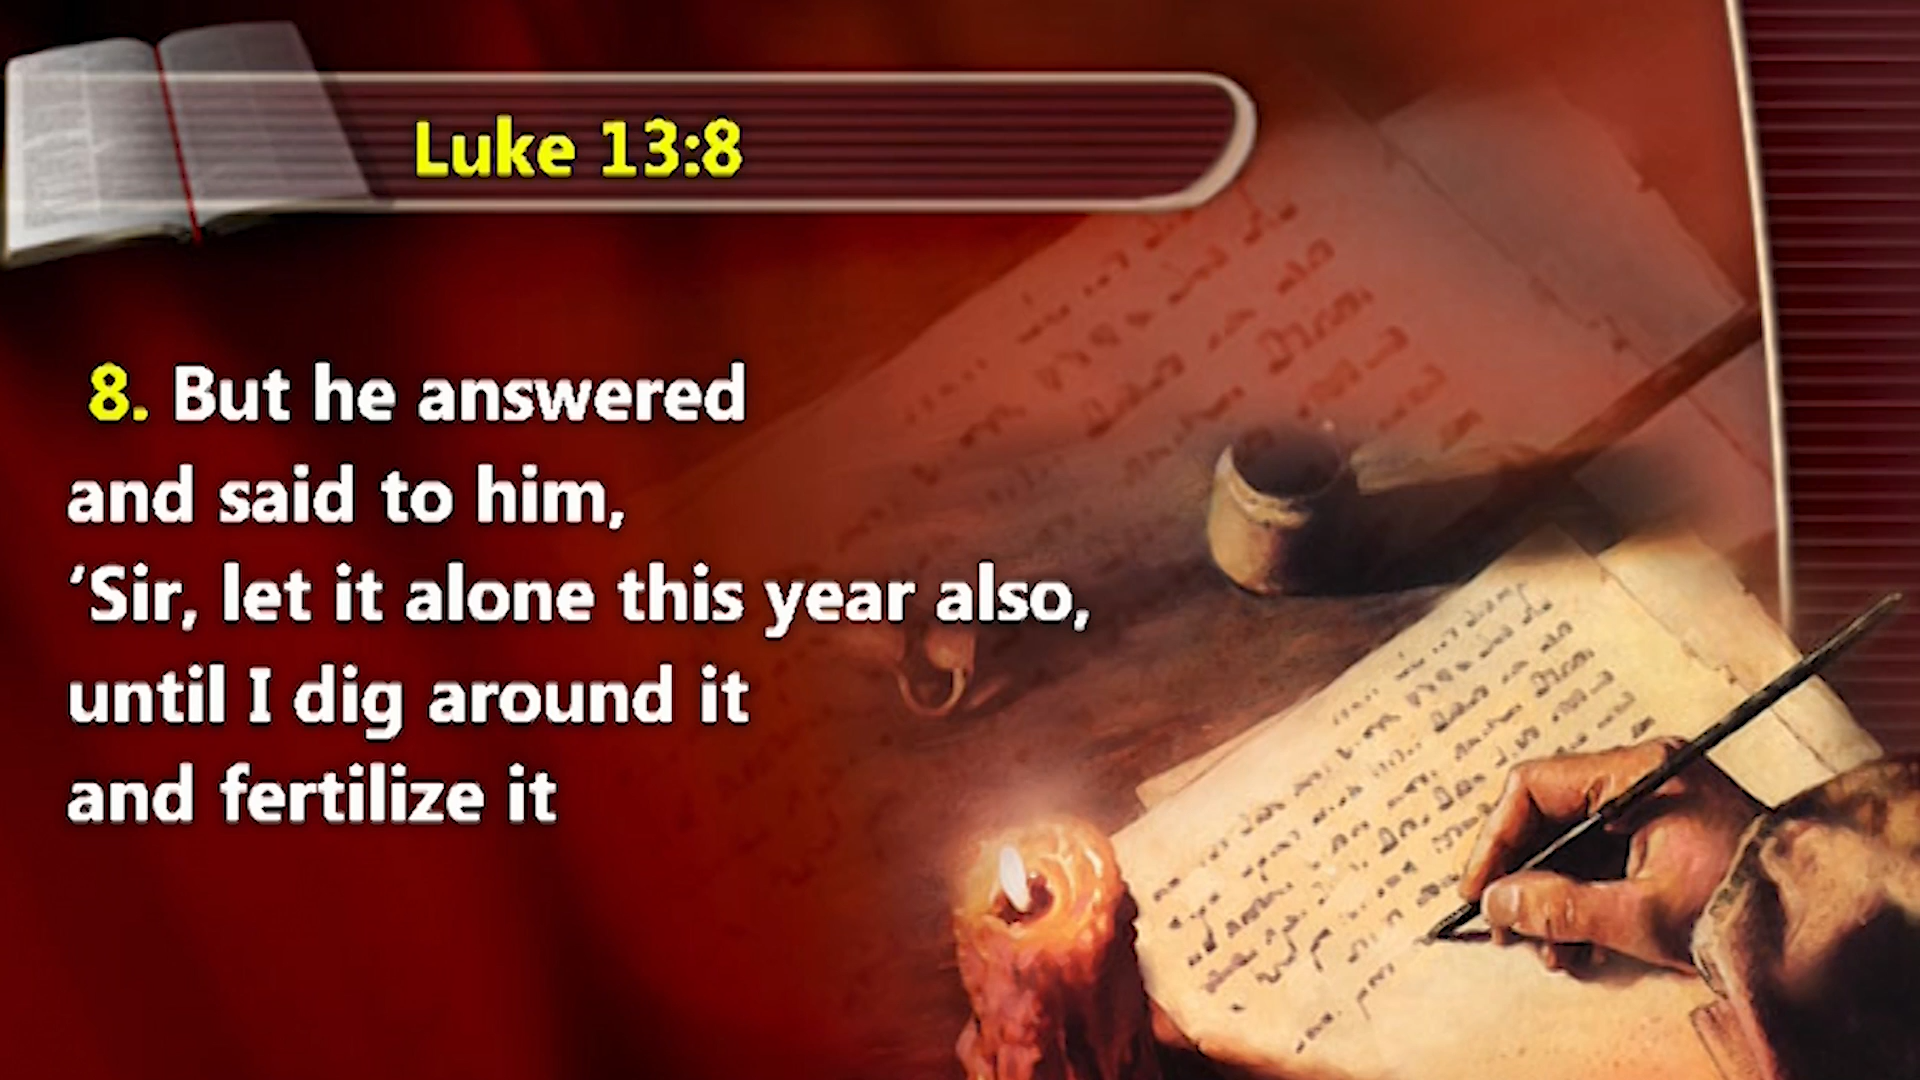 Luke 13:8
8. But he answered
and said to him,
‘Sir, let it alone this year also,
until I dig around it
and fertilize it